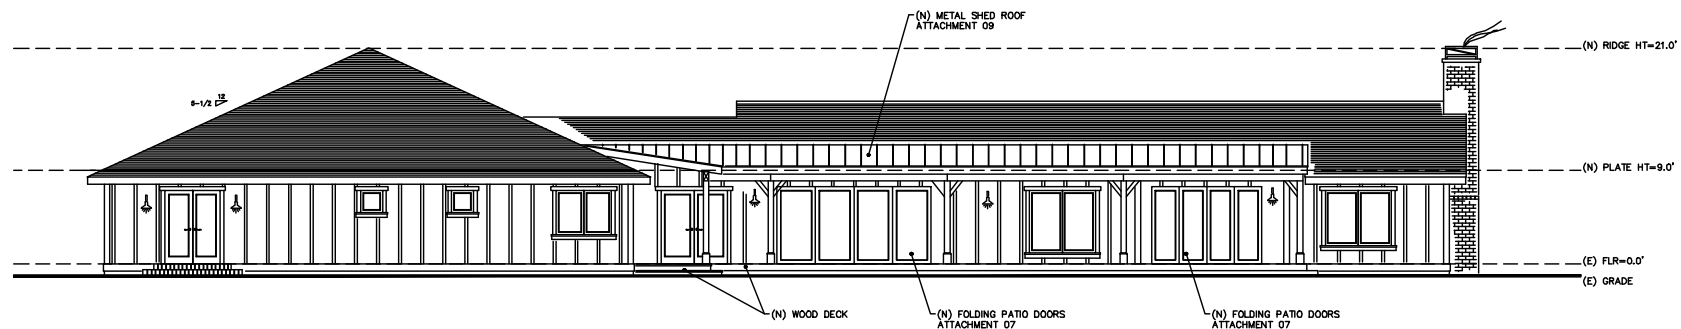 (N) METAL SHED ROOF
ATTACHMENT 09
(N) RIDGE HT=21.0'
12
5-1/2
(N) PLATE HT=9.0'
(E) FLR=0.0'
(E) GRADE
(N) WOOD DECK
(N) FOLDING PATIO DOORS
ATTACHMENT 07
(N) FOLDING PATIO DOORS
ATTACHMENT 07